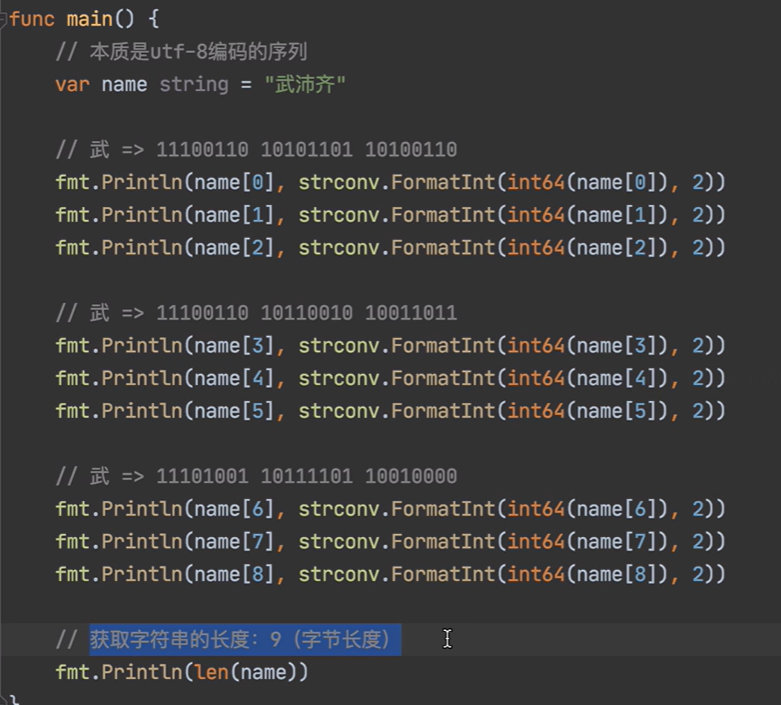 func main() {
// 本质是utf-8编码的序列
var name string = "武沛齐"
// 武 => 11100110 10101101 10100110
fmt.Println(name[0], strconv.FormatInt(int64(name[0]), 2))
fmt.Println(name[1], strconv.FormatInt(int64(name[1]), 2))
fmt.Println(name[2], strconv.FormatInt(int64(name[2]), 2))
// 武 => 11100110 10110010 10011011
fmt.Println(name[3], strconv.FormatInt(int64(name[3]), 2))
fmt.Println(name[4], strconv.FormatInt(int64(name[4]), 2))
fmt.Println(name[5], strconv.FormatInt(int64(name[5]), 2))
// 武 => 11101001 10111101 10010000
fmt.Println(name[6], strconv.FormatInt(int64(name[6]), 2))
fmt.Println(name[7], strconv.FormatInt(int64(name[7]), 2))
fmt.Println(name[8], strconv.FormatInt(int64(name[8]), 2))
// 获取字符串的长度：9（字节长度）
fmt.Println(len(name))
}